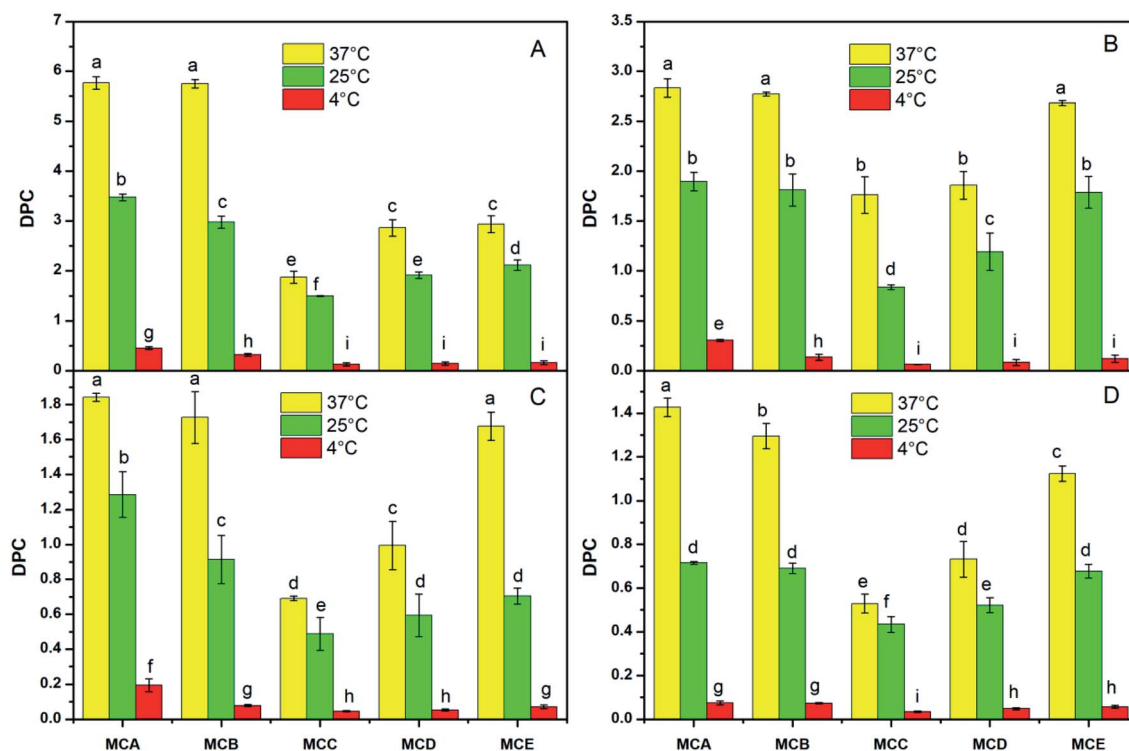 A
37°C
25°C
4°C
DPC
7
6
5
4
3
2
1
0
a
b
g
a
c
h
e
f
i
c
e
i
c
d
i
B
37°C
25°C
4°C
DPC
3.5
3.0
2.5
2.0
1.5
1.0
0.5
0.0
a
b
e
a
b
h
b
d
i
b
c
h
a
b
i
C
37°C
25°C
4°C
DPC
1.8
1.6
1.4
1.2
1.0
0.8
0.6
0.4
0.2
0.0
a
b
f
a
c
g
d
e
h
c
d
h
a
d
g
MCA
MCB
MCC
MCD
MCE
D
37°C
25°C
4°C
DPC
1.4
1.2
1.0
0.8
0.6
0.4
0.2
0.0
a
d
g
b
d
g
e
f
i
d
e
h
c
d
h
MCA
MCB
MCC
MCD
MCE